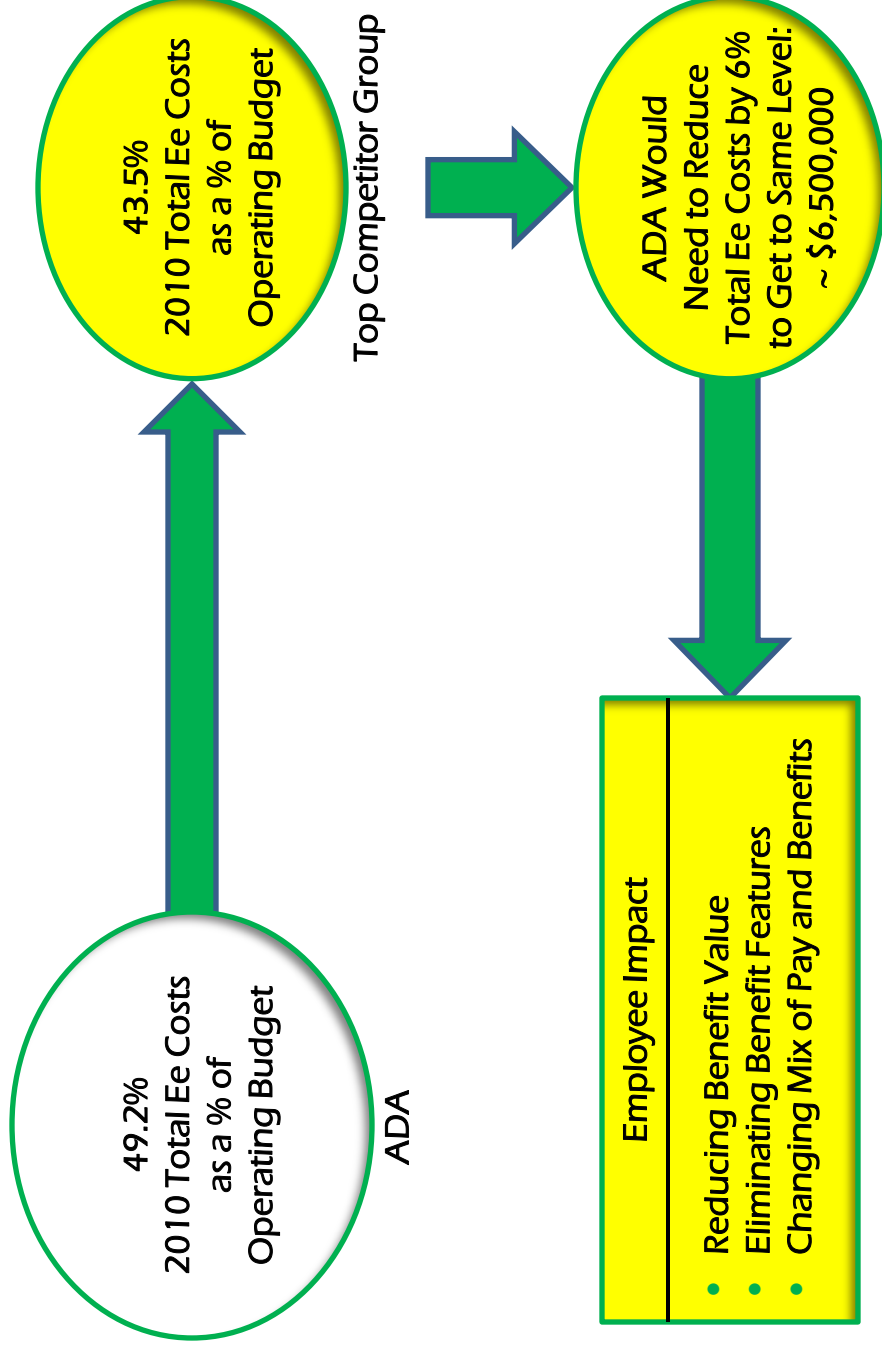 49.2%
2010 Total Ee Costs
as a % of
Operating Budget
ADA
43.5%
2010 Total Ee Costs
as a % of
Operating Budget
Top Competitor Group
ADA Would
Need to Reduce
Total Ee Costs by 6%
to Get to Same Level:
~ $6,500,000
Employee Impact
• Reducing Benefit Value
• Eliminating Benefit Features
• Changing Mix of Pay and Benefits